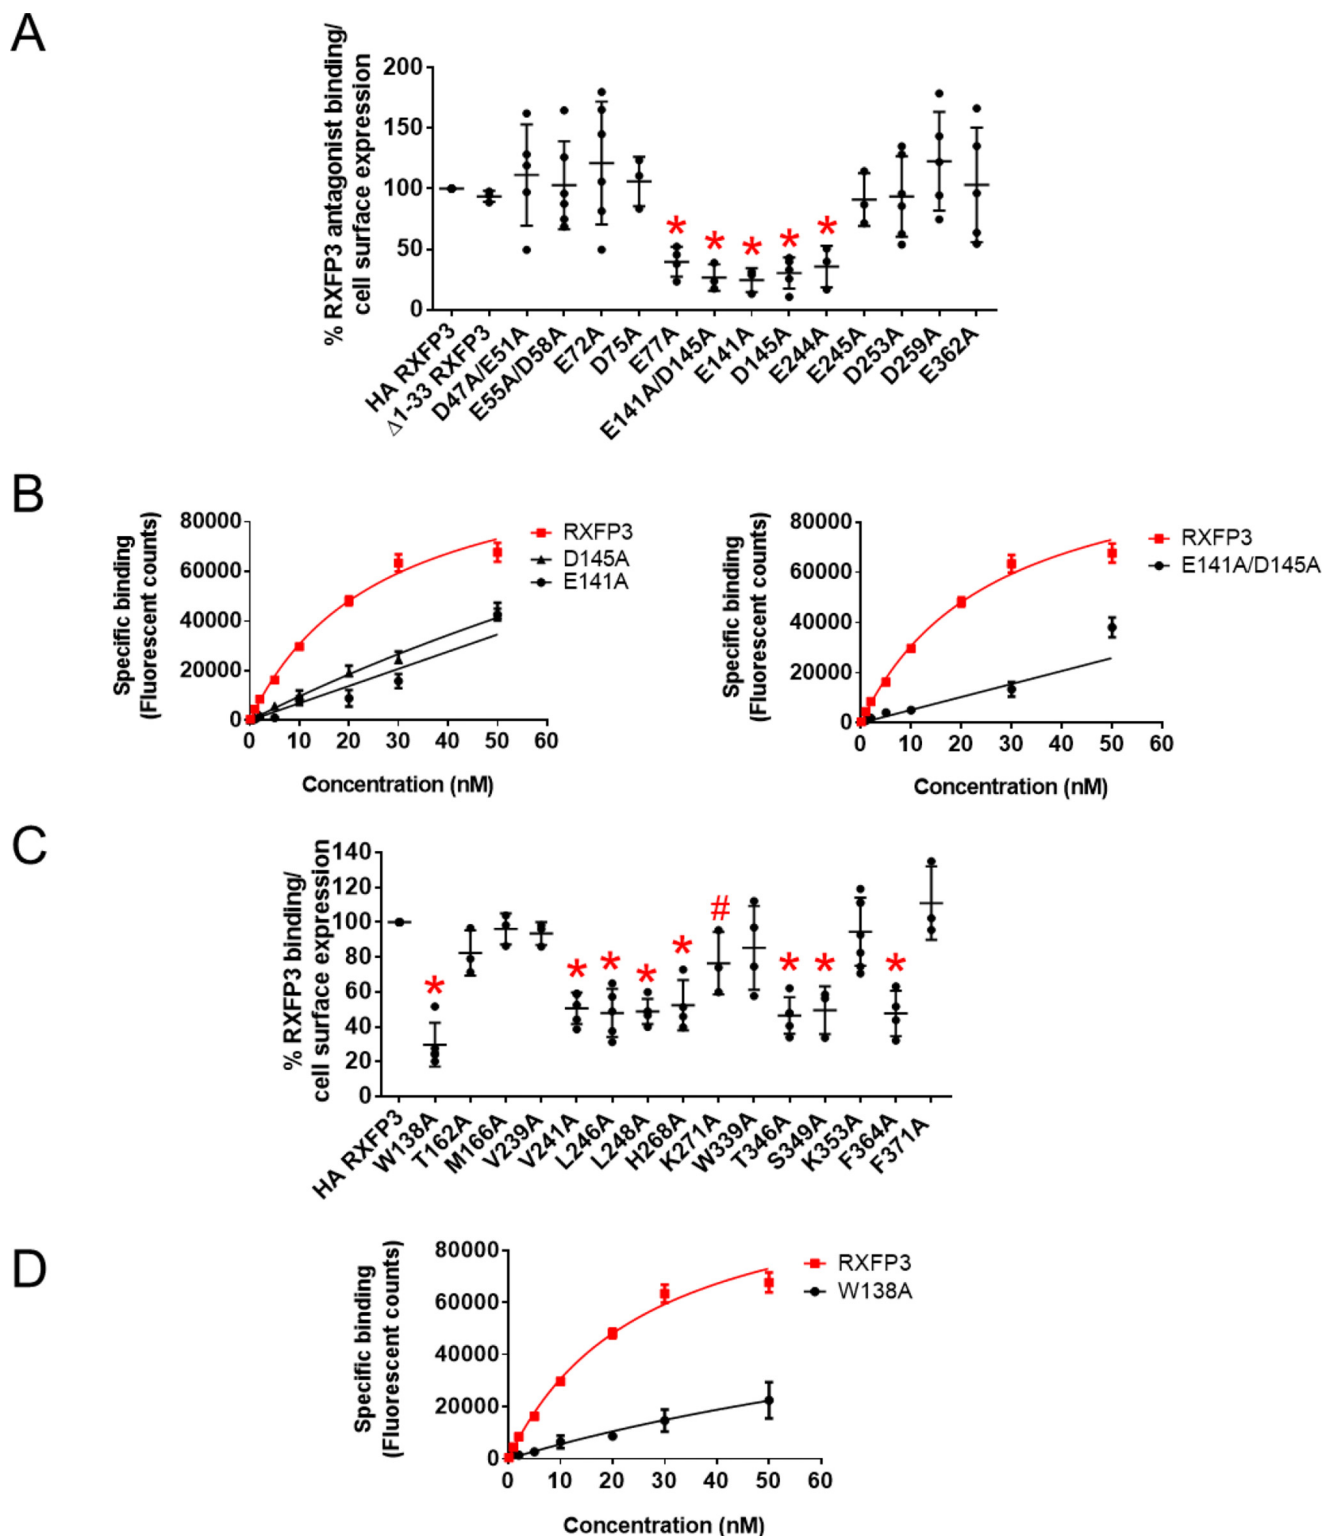 A
% RXFP3 antagonist binding/
cell surface expression
200
150
100
50
0
HA RXFP3
Δ1-33 RXFP3
D47A/E51A
E55A/D58A
E72A
D75A
E77A
E141A/D145A
E141A
D145A
E244A
E245A
D253A
D259A
E362A
* * * * *
B
Specific binding
(Fluorescent counts)
80000
60000
40000
20000
0
0 10 20 30 40 50 60
Concentration (nM)
RXFP3
D145A
E141A
Specific binding
(Fluorescent counts)
80000
60000
40000
20000
0
0 10 20 30 40 50 60
Concentration (nM)
RXFP3
E141A/D145A
C
% RXFP3 binding/
cell surface expression
140
120
100
80
60
40
20
0
* * * * * # * * *
HA RXFP3
W138A
T162A
M166A
V239A
V241A
L246A
L248A
H268A
K271A
W339A
T346A
S349A
K353A
F364A
F371A
D
Specific binding
(Fluorescent counts)
80000
60000
40000
20000
0
0 10 20 30 40 50 60
Concentration (nM)
RXFP3
W138A